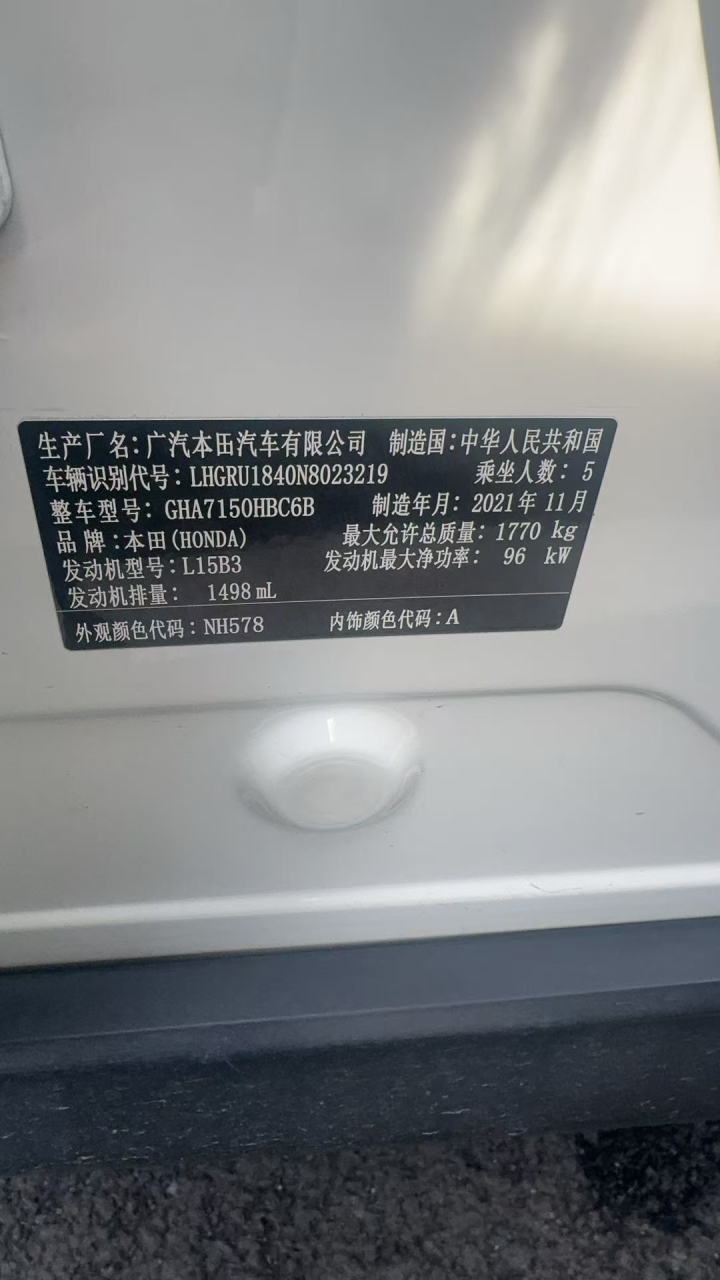 生产厂名：广汽本田汽车有限公司 制造国：中华人民共和国
车辆识别代号：LHGRU1840N8023219 乘坐人数：5
整车型号：GHA7150HBC6B 制造年月：2021年11月
品牌：本田(HONDA) 最大允许总质量：1770 kg
发动机型号：L15B3 发动机最大净功率：96 kW
发动机排量：1498 mL
外观颜色代码：NH578 内饰颜色代码：A